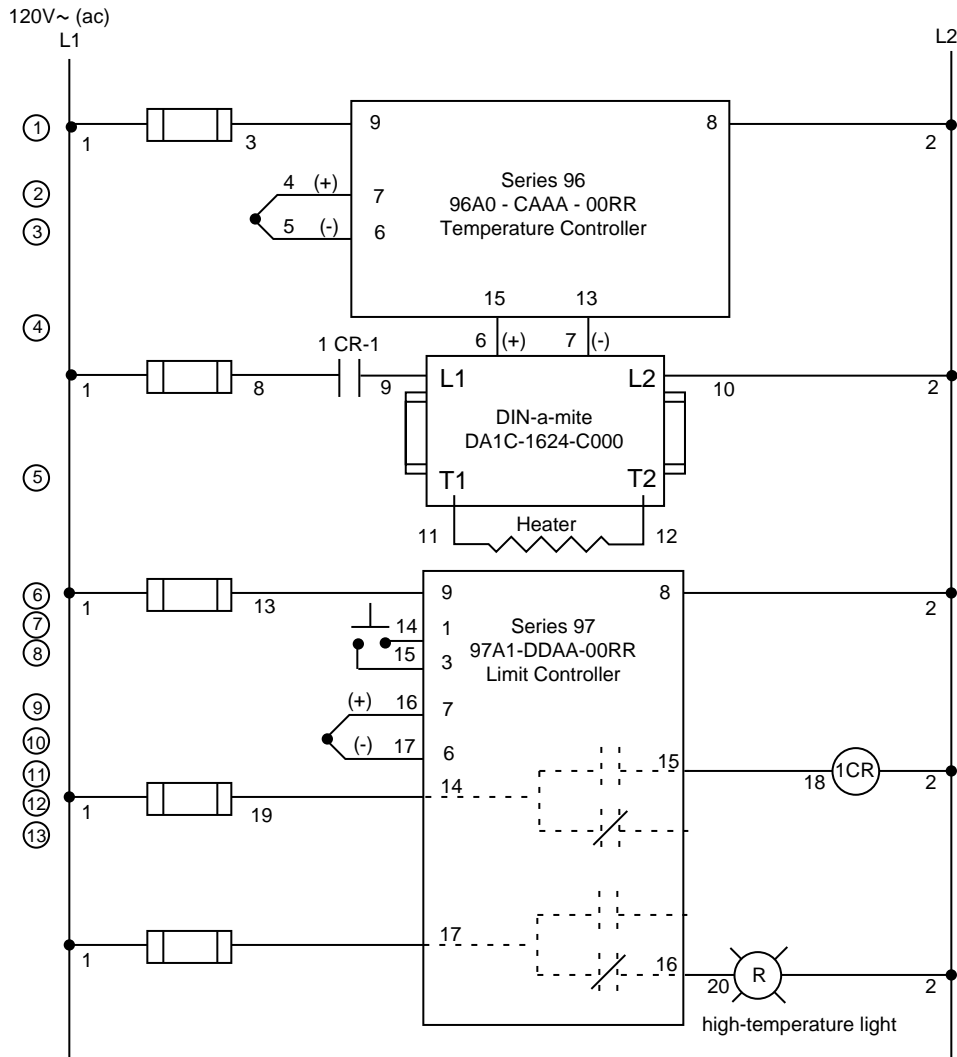 120V~ (ac)
L1
L2
1
1
3
9
8
2
2
4 (+)
7
Series 96
96A0 - CAAA - 00RR
Temperature Controller
3
5 (-)
6
15
13
4
6 (+)
7 (-)
1 CR-1
1
8
9
L1
L2
10
2
DIN-a-mite
DA1C-1624-C000
5
T1
T2
11
Heater
12
6
1
13
9
8
2
7
14
1
Series 97
97A1-DDAA-00RR
Limit Controller
8
15
3
9
(+)
16
7
10
(-)
17
6
11
15
18
1CR
2
12
1
19
14
13
17
1
16
20
R
2
high-temperature light